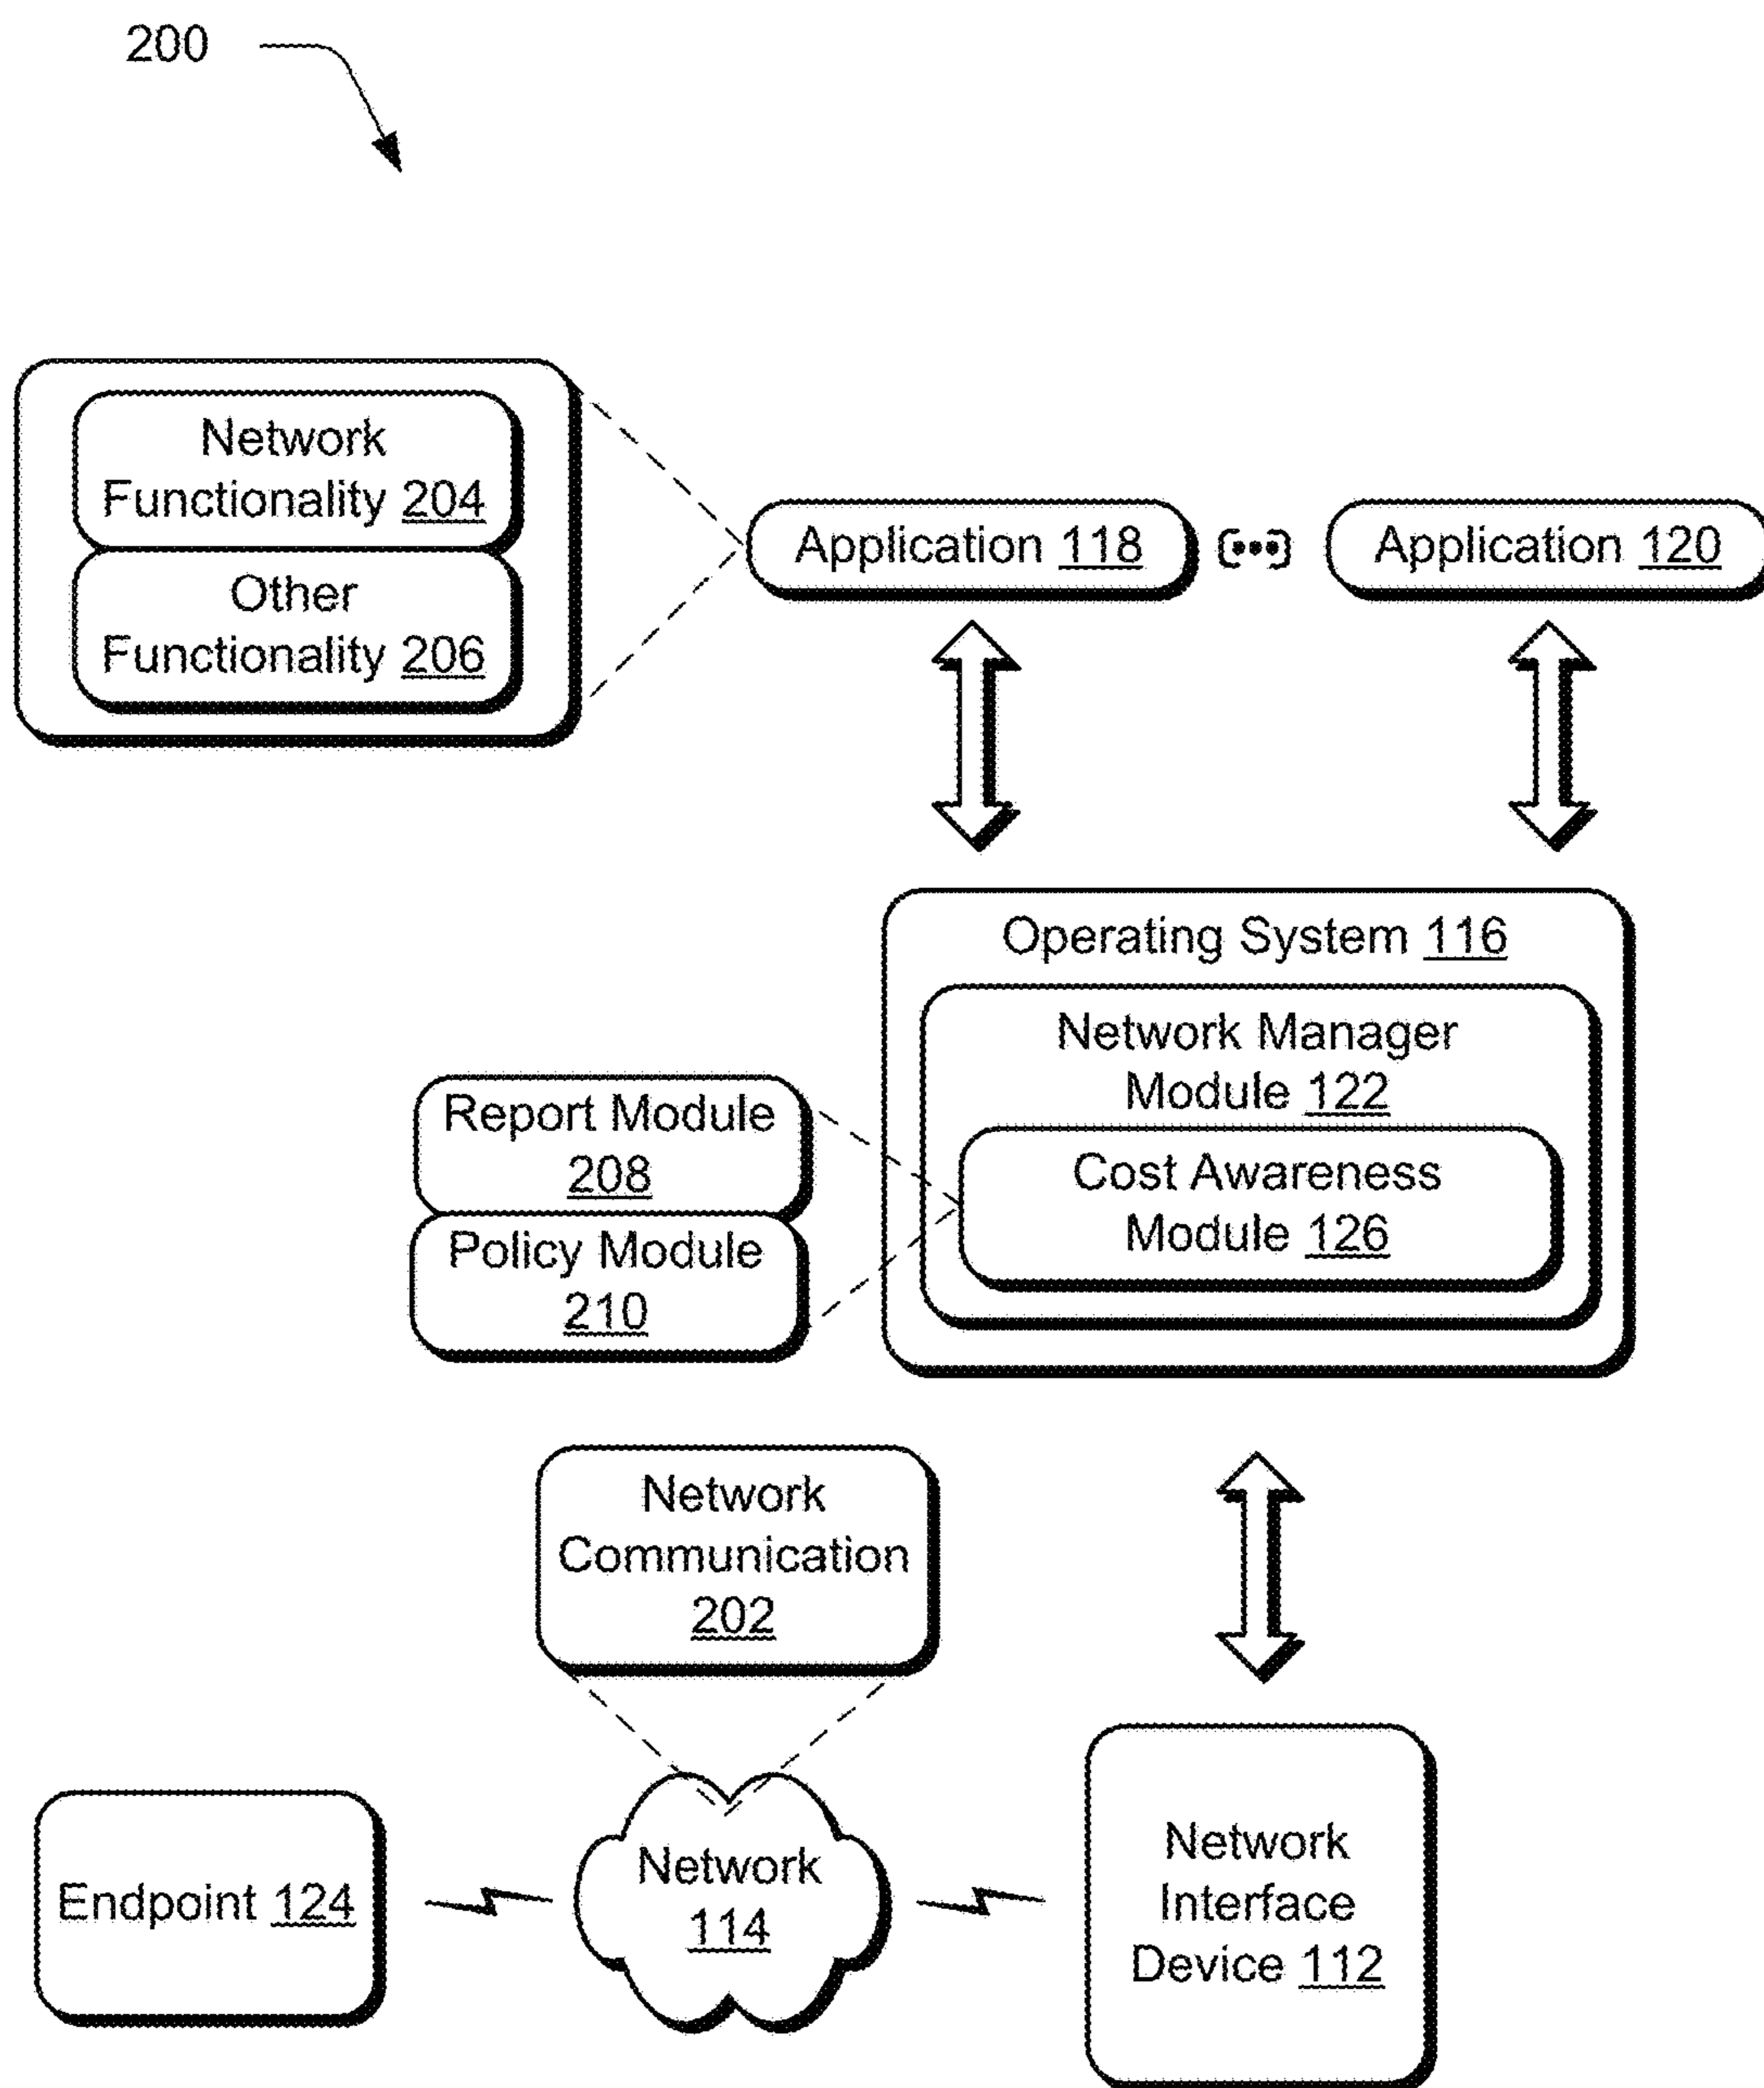 200
Network
Functionality 204
Other
Functionality 206
Application 118
Application 120
Operating System 116
Network Manager
Module 122
Cost Awareness
Module 126
Report Module
208
Policy Module
210
Network
Communication
202
Endpoint 124
Network
114
Network
Interface
Device 112